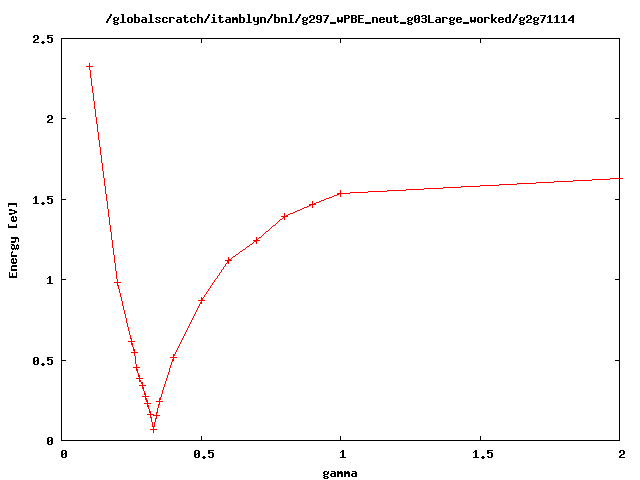 /globalscratch/itamblyn/bnl/g297_wPBE_neut_g03Large_worked/g2g71114
2.5
2
1.5
1
0.5
0
Energy [eV]
0 0.5 1 1.5 2
gamma